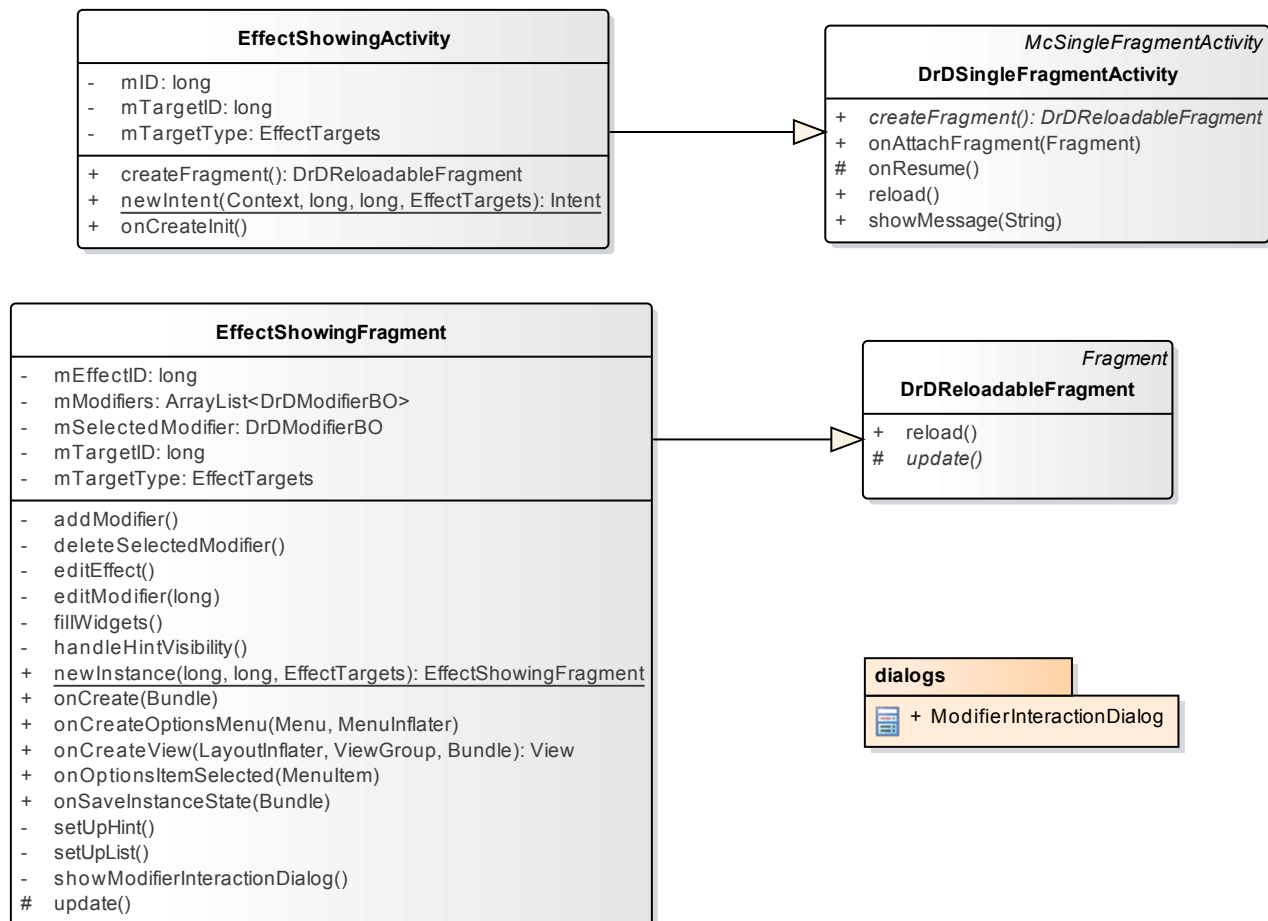 EffectShowingActivity
- mID: long
- mTargetID: long
- mTargetType: EffectTargets
+ createFragment(): DrDReloadableFragment
+ newIntent(Context, long, long, EffectTargets): Intent
+ onCreateInit()
McSingleFragmentActivity
DrDSingleFragmentActivity
+ createFragment(): DrDReloadableFragment
+ onAttachFragment(Fragment)
# onResume()
+ reload()
+ showMessage(String)
EffectShowingFragment
- mEffectID: long
- mModifiers: ArrayList<DrDModifierBO>
- mSelectedModifier: DrDModifierBO
- mTargetID: long
- mTargetType: EffectTargets
- addModifier()
- deleteSelectedModifier()
- editEffect()
- editModifier(long)
- fillWidgets()
- handleHintVisibility()
+ newInstance(long, long, EffectTargets): EffectShowingFragment
+ onCreate(Bundle)
+ onCreateOptionsMenu(Menu, MenuInflater)
+ onCreateView(LayoutInflater, ViewGroup, Bundle): View
+ onOptionsItemSelected(MenuItem)
+ onSaveInstanceState(Bundle)
- setUpHint()
- setUpList()
- showModifierInteractionDialog()
# update()
Fragment
DrDReloadableFragment
+ reload()
# update()
dialogs
+ ModifierInteractionDialog